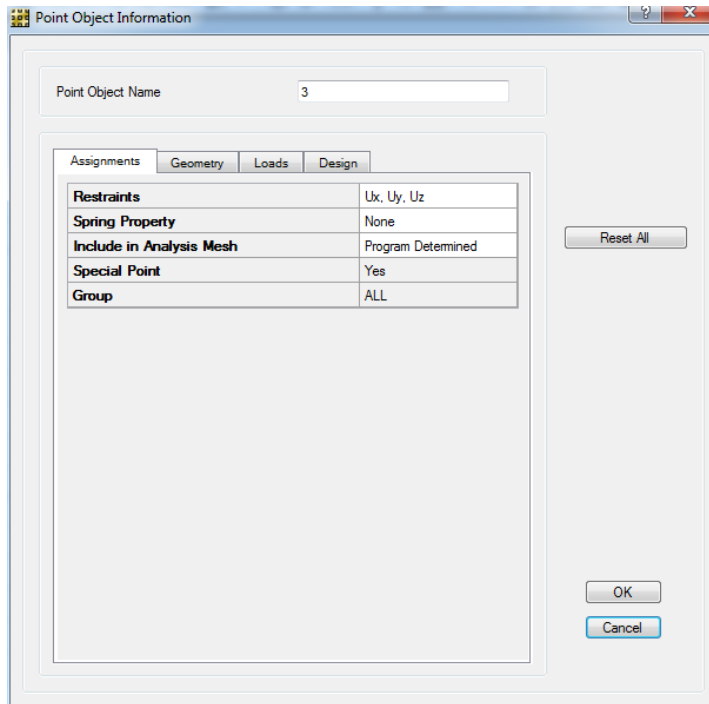 Point Object Information
Point Object Name 3
Assignments Geometry Loads Design
Restraints Ux, Uy, Uz
Spring Property None
Include in Analysis Mesh Program Determined
Special Point Yes
Group ALL
Reset All
OK
Cancel